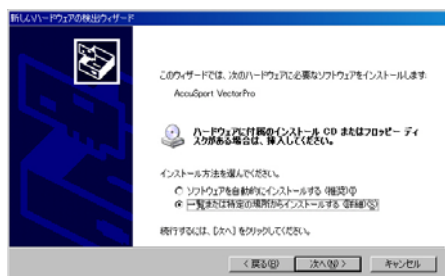 新しいハードウェアの検出ウィザード
このウィザードでは、次のハードウェアに必要なソフトウェアをインストールします:
AccuSport VectorPro
ハードウェアに付属のインストール CD またはフロッピー ディ
スクがある場合は、挿入してください。
インストール方法を選んでください。
ソフトウェアを自動的にインストールする (推奨)(I)
一覧または特定の場所からインストールする (詳細)(S)
続行するには、[次へ] をクリックしてください。
< 戻る(B)
次へ(N) >
キャンセル